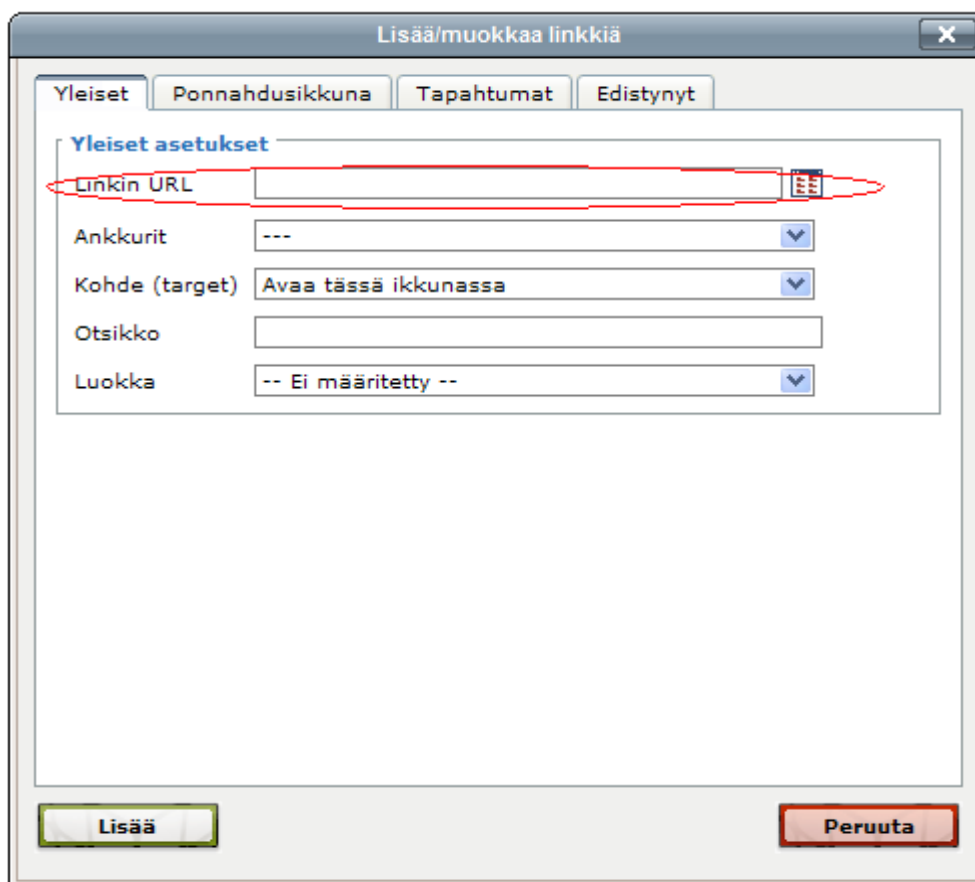 Lisää/muokkaa linkkiä
Yleiset Ponnahdusikkuna Tapahtumat Edistynyt
Yleiset asetukset
Linkin URL
Ankkurit ---
Kohde (target) Avaa tässä ikkunassa
Otsikko
Luokka -- Ei määritetty --
Lisää Peruuta